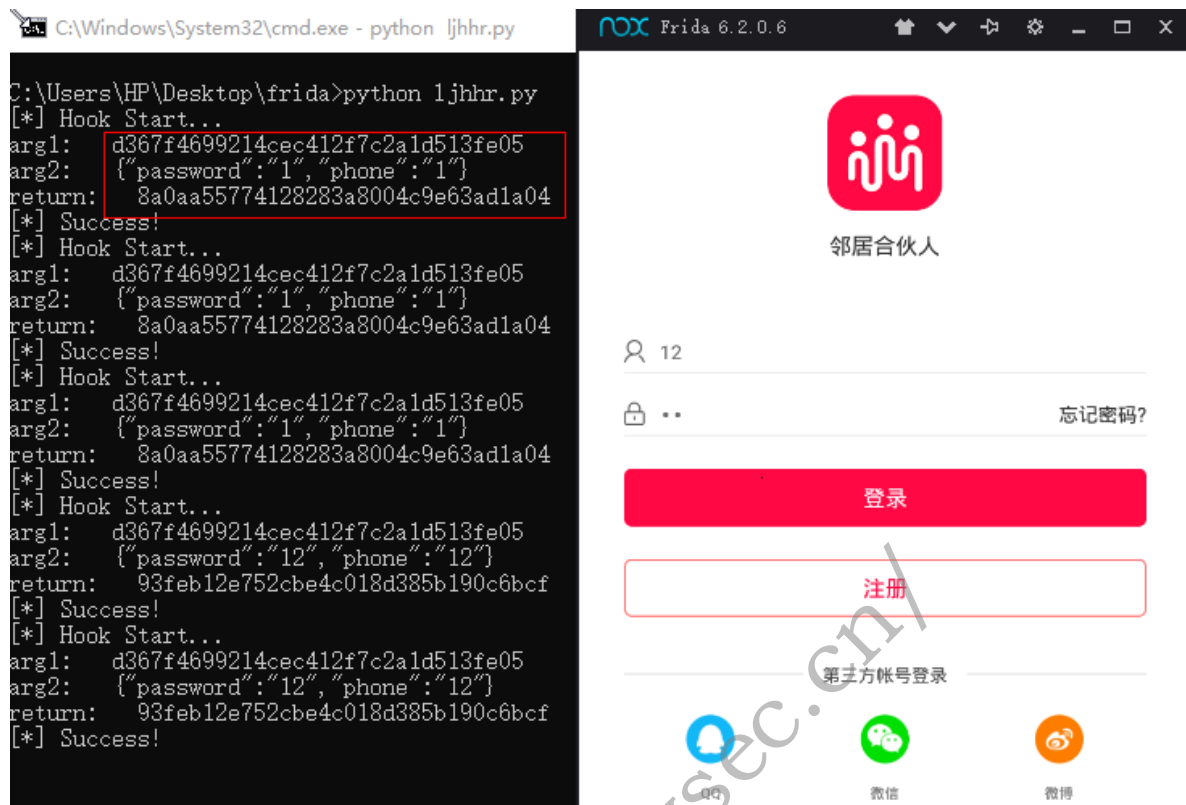 C:\Windows\System32\cmd.exe - python  ljhhr.py
C:\Users\HP\Desktop\frida>python ljhhr.py
[*] Hook Start...
arg1:   d367f4699214cec412f7c2a1d513fe05
arg2:   {"password":"1","phone":"1"}
return:   8a0aa55774128283a8004c9e63ad1a04
[*] Success!
[*] Hook Start...
arg1:   d367f4699214cec412f7c2a1d513fe05
arg2:   {"password":"1","phone":"1"}
return:   8a0aa55774128283a8004c9e63ad1a04
[*] Success!
[*] Hook Start...
arg1:   d367f4699214cec412f7c2a1d513fe05
arg2:   {"password":"1","phone":"1"}
return:   8a0aa55774128283a8004c9e63ad1a04
[*] Success!
[*] Hook Start...
arg1:   d367f4699214cec412f7c2a1d513fe05
arg2:   {"password":"12","phone":"12"}
return:   93feb12e752cbe4c018d385b190c6bcf
[*] Success!
[*] Hook Start...
arg1:   d367f4699214cec412f7c2a1d513fe05
arg2:   {"password":"12","phone":"12"}
return:   93feb12e752cbe4c018d385b190c6bcf
[*] Success!
nox Frida 6.2.0.6
邻居合伙人
12
忘记密码?
登录
注册
第三方帐号登录
QQ
微信
微博
sec.cn/